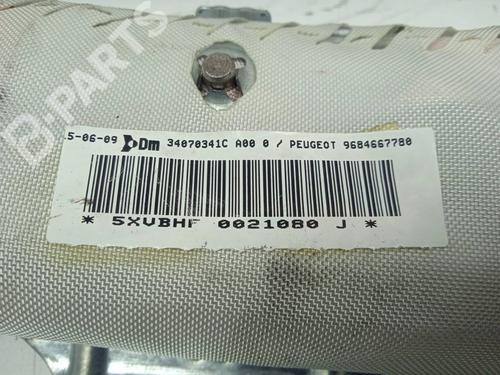 B-PARTS
5-06-09 Dm 34070341C A00 0 / PEUGEOT 9684667780
* 5XVBHF 0021080 J *